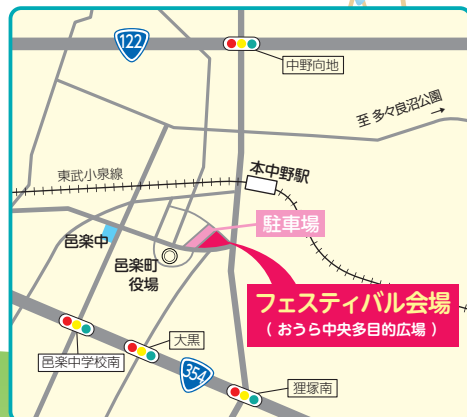 122
中野向地
至 多々良沼公園
東武小泉線
本中野駅
駐車場
邑楽中
邑楽町
役場
フェスティバル会場
( おうら中央多目的広場 )
大黒
邑楽中学校南
354
狸塚南